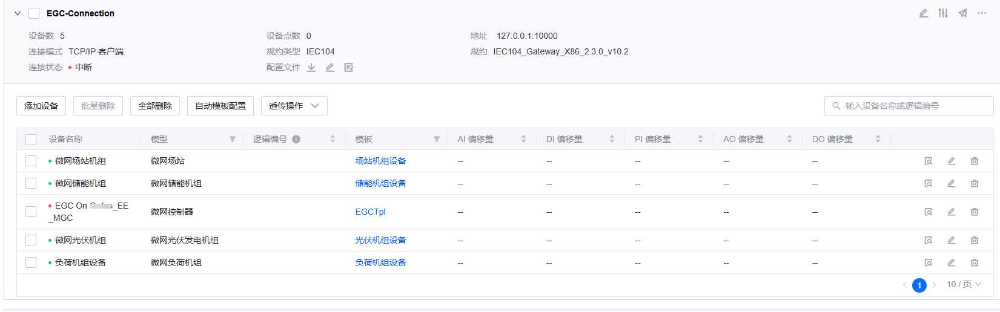 EGC-Connection
设备数 5 设备点数 0 地址 127.0.0.1:10000
连接模式 TCP/IP 客户端 规约类型 IEC104 规约 IEC104_Gateway_X86_2.3.0_v10.2
连接状态 中断 配置文件
添加设备 批量删除 全部删除 自动模板配置 透传操作 输入设备名称或逻辑编号
设备名称 模型 逻辑编号 模板 AI 偏移量 DI 偏移量 PI 偏移量 AO 偏移量 DO 偏移量
微网场站机组 微网场站 场站机组设备 -- -- -- -- --
微网储能机组 微网储能机组 储能机组设备 -- -- -- -- --
EGC On _EE
_MGC 微网控制器 EGCTpl -- -- -- -- --
微网光伏机组 微网光伏发电机组 光伏机组设备 -- -- -- -- --
负荷机组设备 微网负荷机组 负荷机组设备 -- -- -- -- --
1 10 / 页